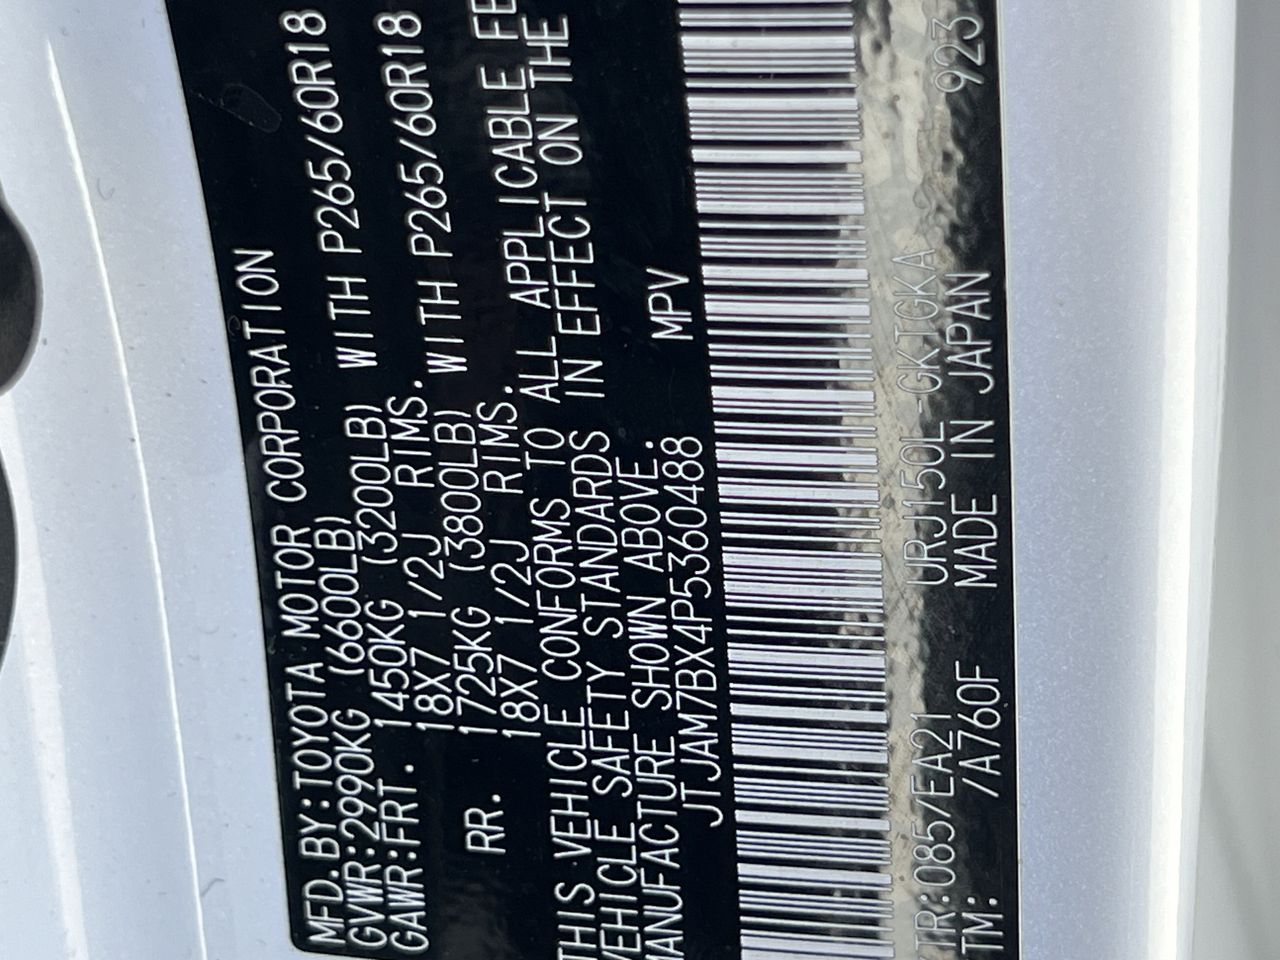 MFD. BY:TOYOTA MOTOR CORPORATION
GVWR:2990KG (6600LB)
GAWR:FRT. 1450KG (3200LB) WITH P265/60R18
18X7 1/2J RIMS.
RR. 1725KG (3800LB) WITH P265/60R18
18X7 1/2J RIMS.
THIS VEHICLE CONFORMS TO ALL APPLICABLE FE
VEHICLE SAFETY STANDARDS IN EFFECT ON THE
MANUFACTURE SHOWN ABOVE.
JTJAM7BX4P5360488 MPV
TR:085/EA21 URJ150L-GKTGKA 923
TM: /A760F MADE IN JAPAN